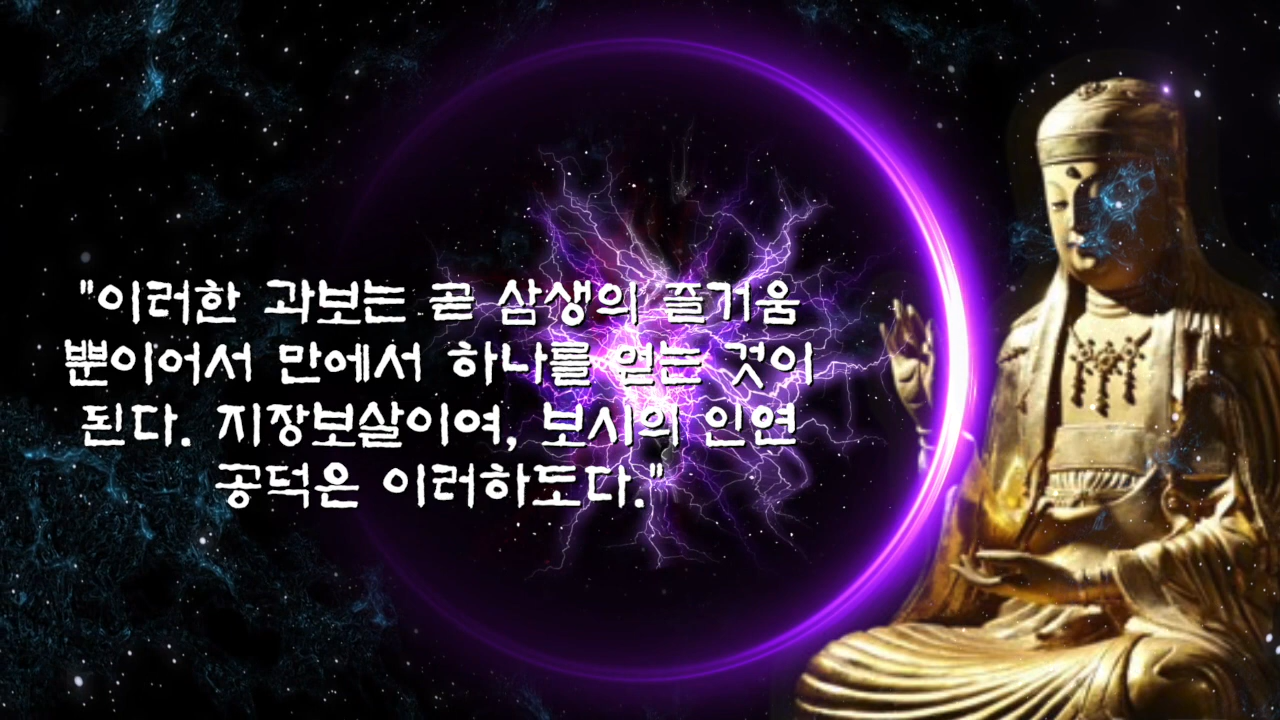 "이러한 과보는 곧 삼생의 즐거움
뿐이어서 만에서 하나를 얻는 것이
된다. 지장보살이여, 보시의 인연
공덕은 이러하도다."